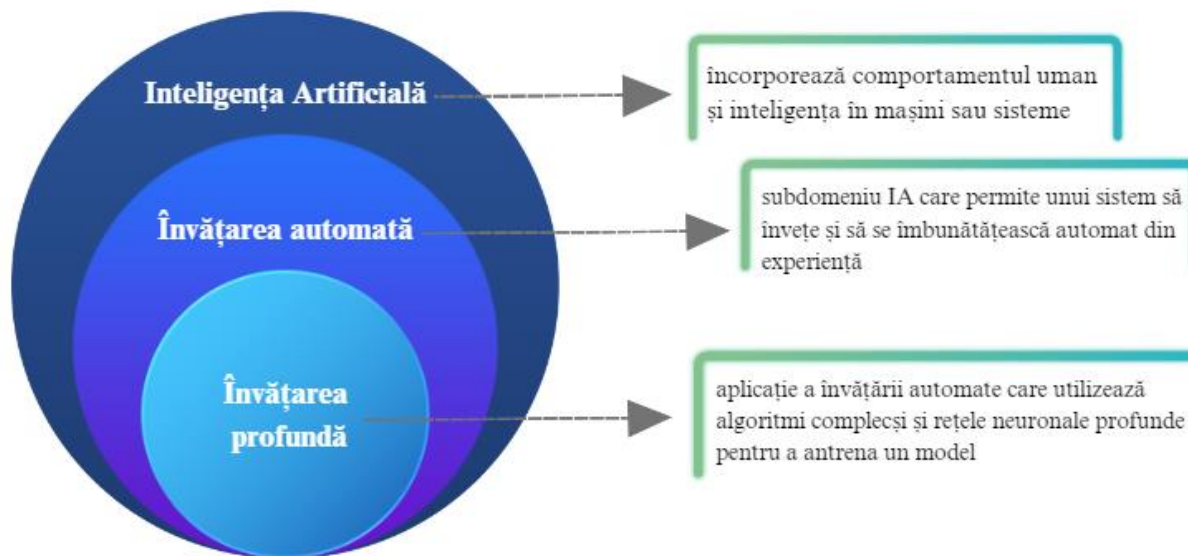 Inteligența Artificială
încorporează comportamentul uman
și inteligența în mașini sau sisteme
Învățarea automată
subdomeniu IA care permite unui sistem să
învețe și să se îmbunătățească automat din
experiență
Învățarea
profundă
aplicație a învățării automate care utilizează
algoritmi complecși și rețele neuronale profunde
pentru a antrena un model